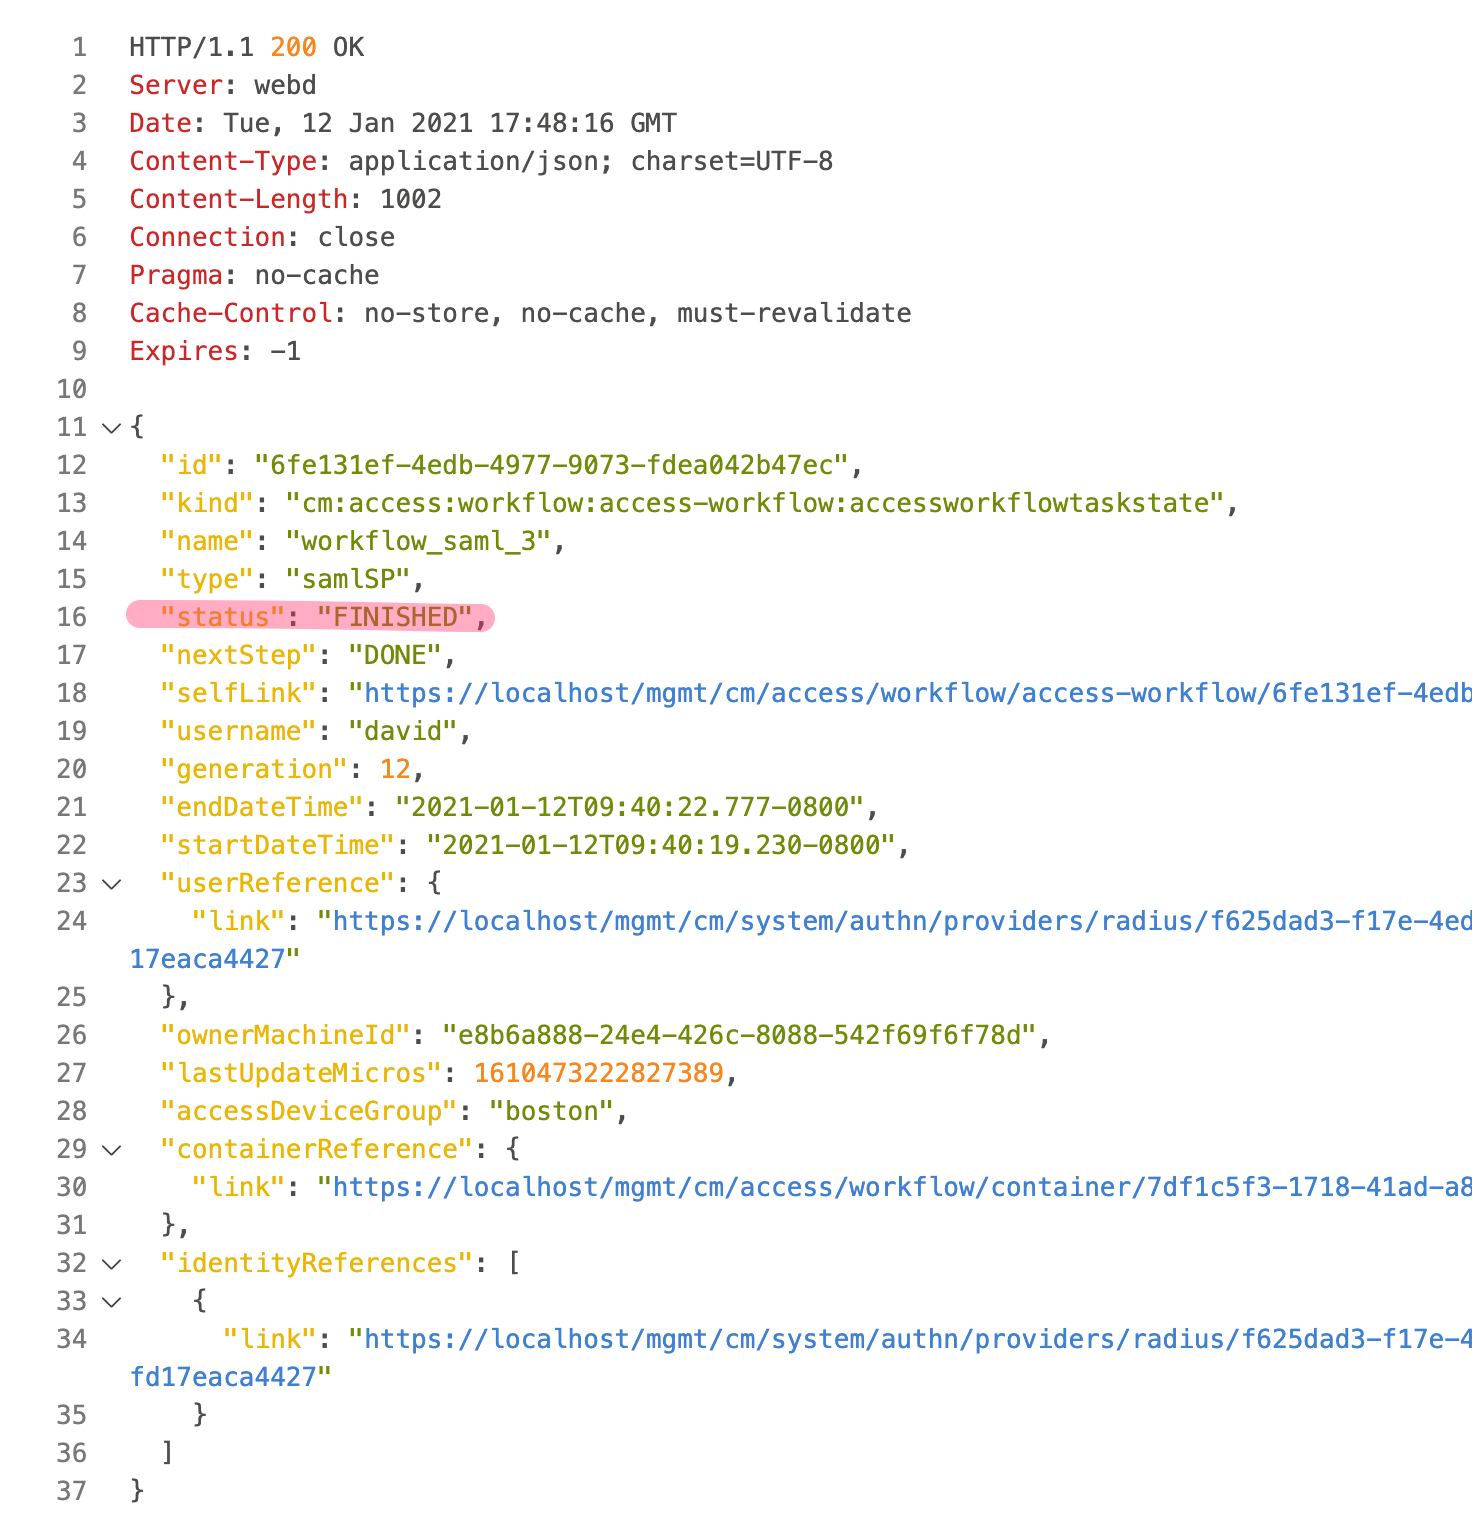 1 HTTP/1.1 200 OK
2 Server: webd
3 Date: Tue, 12 Jan 2021 17:48:16 GMT
4 Content-Type: application/json; charset=UTF-8
5 Content-Length: 1002
6 Connection: close
7 Pragma: no-cache
8 Cache-Control: no-store, no-cache, must-revalidate
9 Expires: -1
10
11 {
12 "id": "6fe131ef-4edb-4977-9073-fdea042b47ec",
13 "kind": "cm:access:workflow:access-workflow:accessworkflowtaskstate",
14 "name": "workflow_saml_3",
15 "type": "samlSP",
16 "status": "FINISHED",
17 "nextStep": "DONE",
18 "selfLink": "https://localhost/mgmt/cm/access/workflow/access-workflow/6fe131ef-4edb
19 "username": "david",
20 "generation": 12,
21 "endDateTime": "2021-01-12T09:40:22.777-0800",
22 "startDateTime": "2021-01-12T09:40:19.230-0800",
23 "userReference": {
24 "link": "https://localhost/mgmt/cm/system/authn/providers/radius/f625dad3-f17e-4ed
17eaca4427"
25 },
26 "ownerMachineId": "e8b6a888-24e4-426c-8088-542f69f6f78d",
27 "lastUpdateMicros": 1610473222827389,
28 "accessDeviceGroup": "boston",
29 "containerReference": {
30 "link": "https://localhost/mgmt/cm/access/workflow/container/7df1c5f3-1718-41ad-a8
31 },
32 "identityReferences": [
33 {
34 "link": "https://localhost/mgmt/cm/system/authn/providers/radius/f625dad3-f17e-4
fd17eaca4427"
35 }
36 ]
37 }